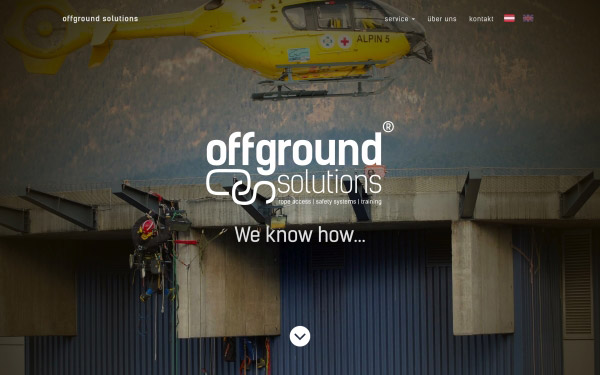 offground solutions
service
über uns
kontakt
ALPIN 5
offground®
solutions
rope access | safety systems | training
We know how...